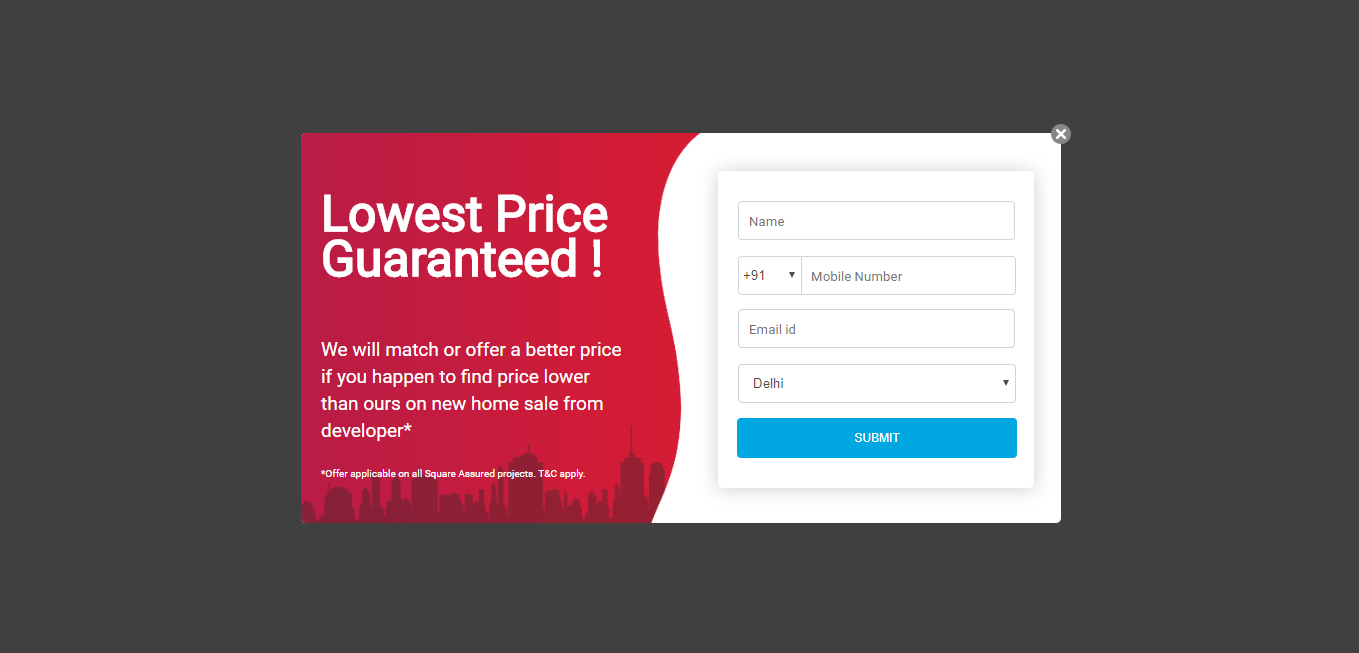 Lowest Price
Guaranteed !
We will match or offer a better price
if you happen to find price lower
than ours on new home sale from
developer*
*Offer applicable on all Square Assured projects. T&C apply.
Name
+91 Mobile Number
Email id
Delhi
SUBMIT